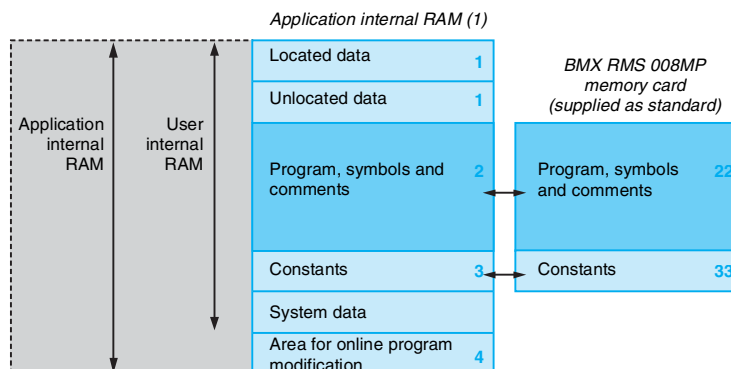 Application internal RAM (1)
Located data 1
Unlocated data 1
Application
internal
RAM
User
internal
RAM
Program, symbols and 2
comments
Constants 3
System data
Area for online program
modification 4
BMX RMS 008MP
memory card
(supplied as standard)
Program, symbols 22
and comments
Constants 33